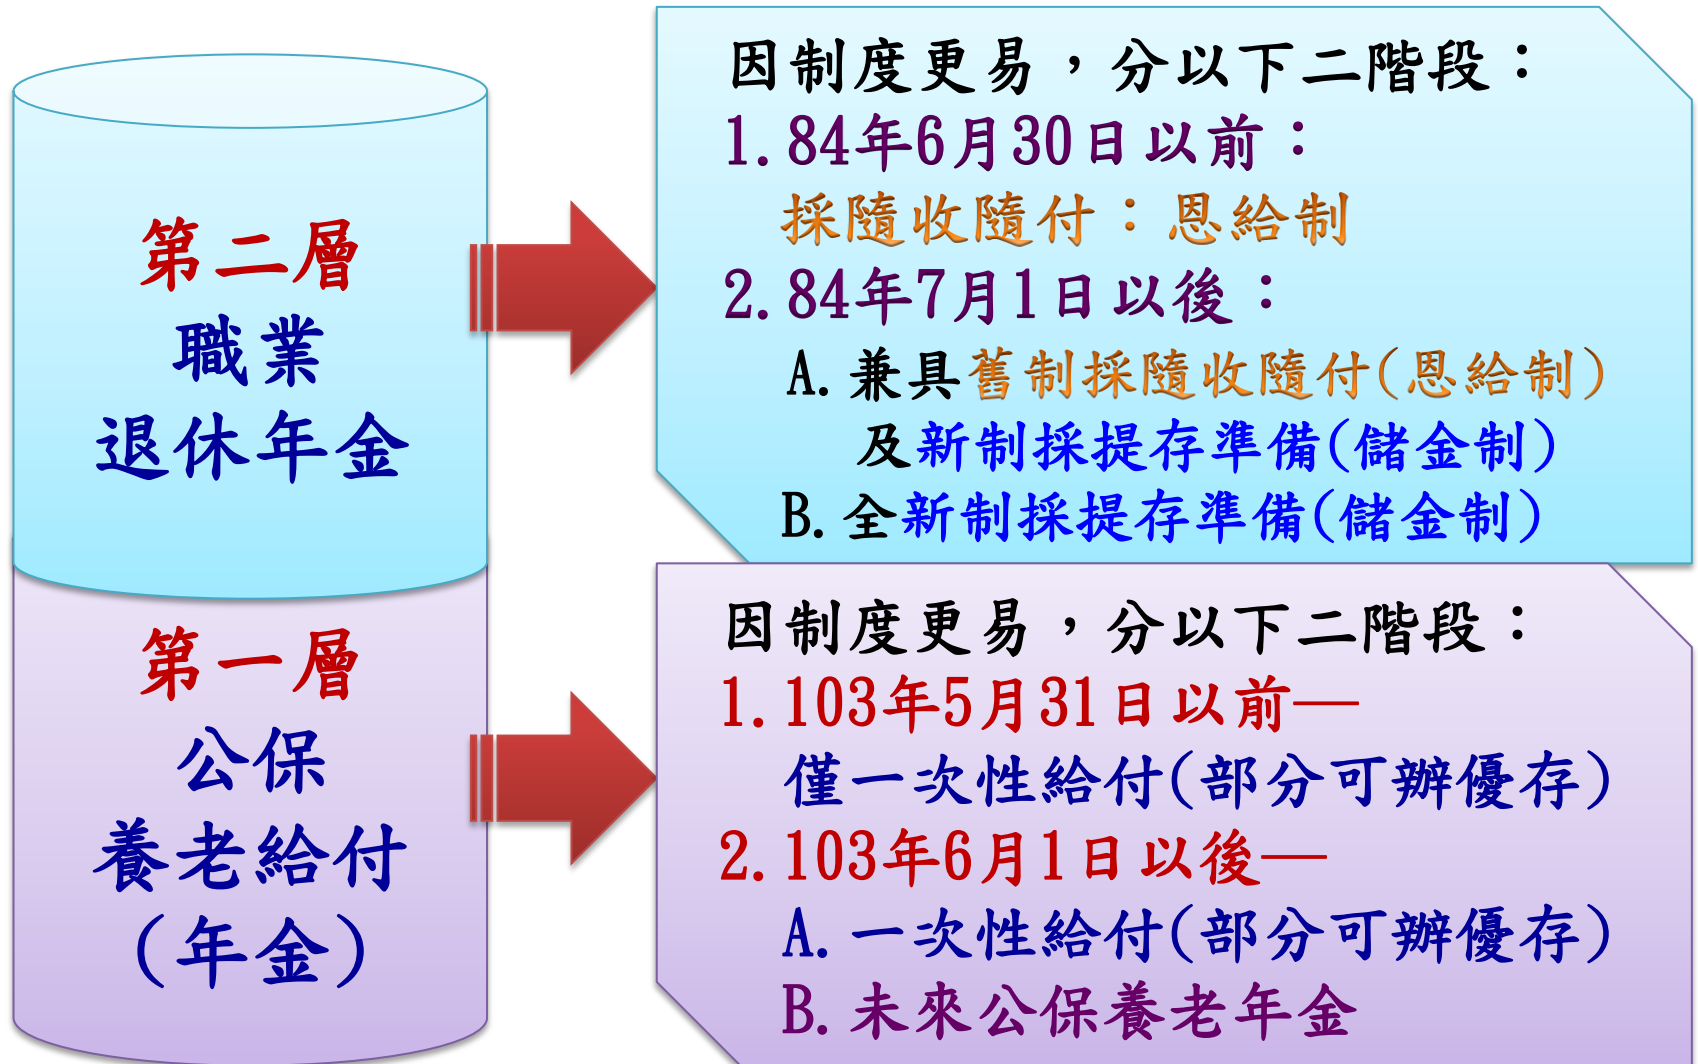 第二層
職業
退休年金
因制度更易，分以下二階段：
1.84年6月30日以前：
採隨收隨付：恩給制
2.84年7月1日以後：
A.兼具舊制採隨收隨付(恩給制)
及新制採提存準備(儲金制)
B.全新制採提存準備(儲金制)
第一層
公保
養老給付
(年金)
因制度更易，分以下二階段：
1.103年5月31日以前—
僅一次性給付(部分可辦優存)
2.103年6月1日以後—
A.一次性給付(部分可辦優存)
B.未來公保養老年金